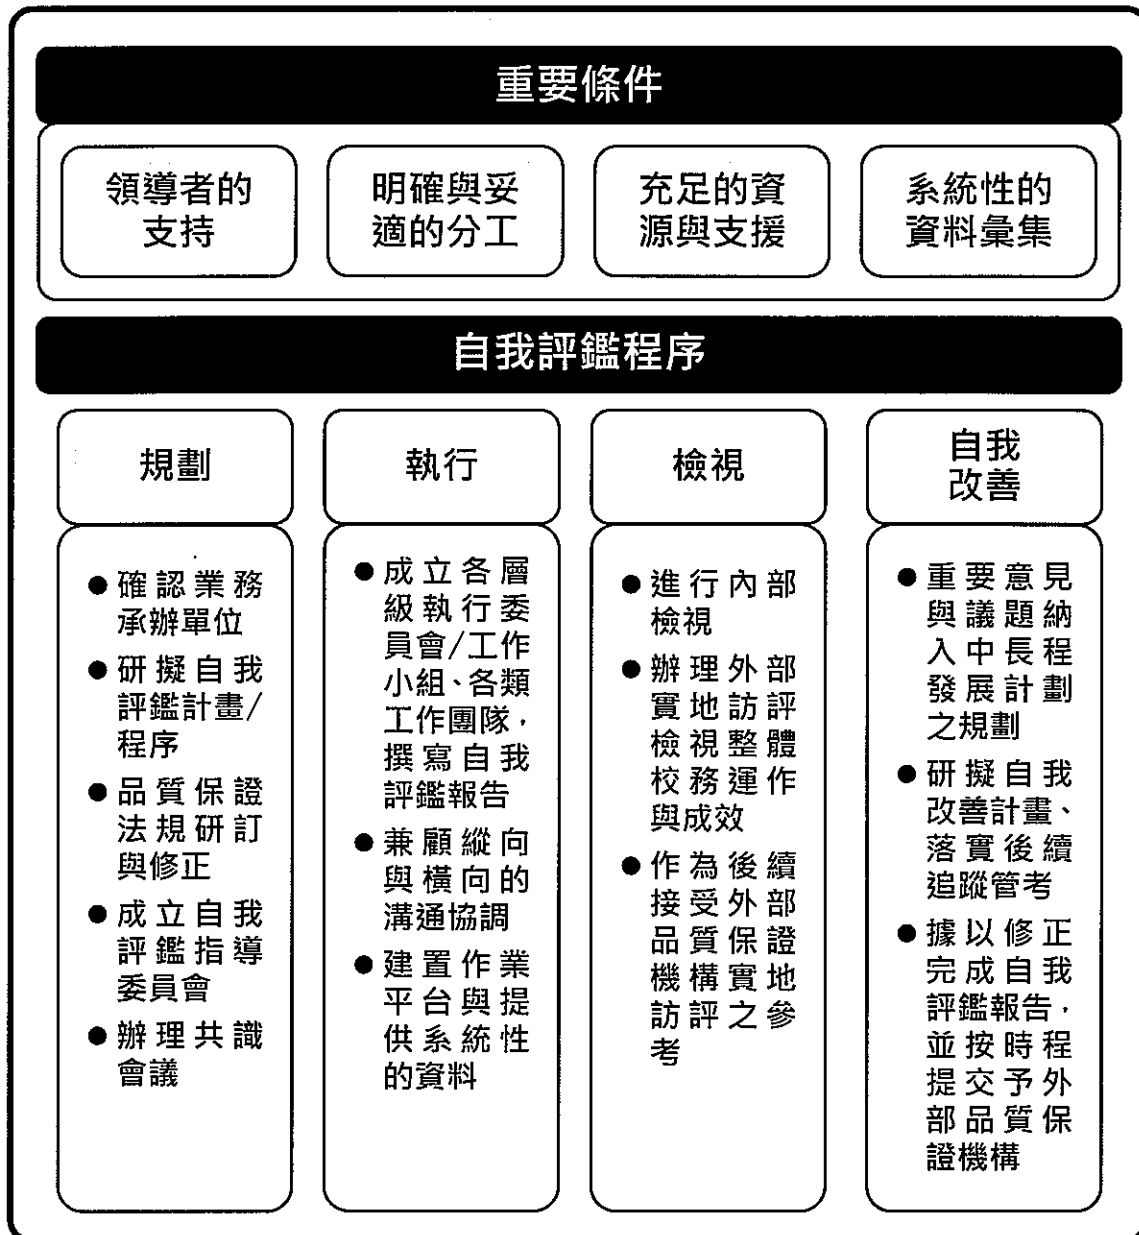 重要條件
領導者的
支持
明確與妥
適的分工
充足的資
源與支援
系統性的
資料彙集
自我評鑑程序
規劃
●確認業務
承辦單位
●研擬自我
評鑑計畫/
程序
●品質保證
法規研訂
與修正
●成立自我
評鑑指導
委員會
●辦理共識
會議
執行
●成立各層
級執行委
員會/工作
小組、各類
工作團隊，
撰寫自我
評鑑報告
●兼顧縱向
與橫向的
溝通協調
●建置作業
平台與提
供系統性
的資料
檢視
●進行內部
檢視
●辦理外部
實地訪評
檢視整體
校務運作
與成效
●作為後續
接受外部
品質保證
機構實地
訪評之參
考
自我
改善
●重要意見
與議題納
入中長程
發展計劃
之規劃
●研擬自我
改善計畫、
落實後續
追蹤管考
●據以修正
完成自我
評鑑報告，
並按時程
提交予外
部品質保
證機構